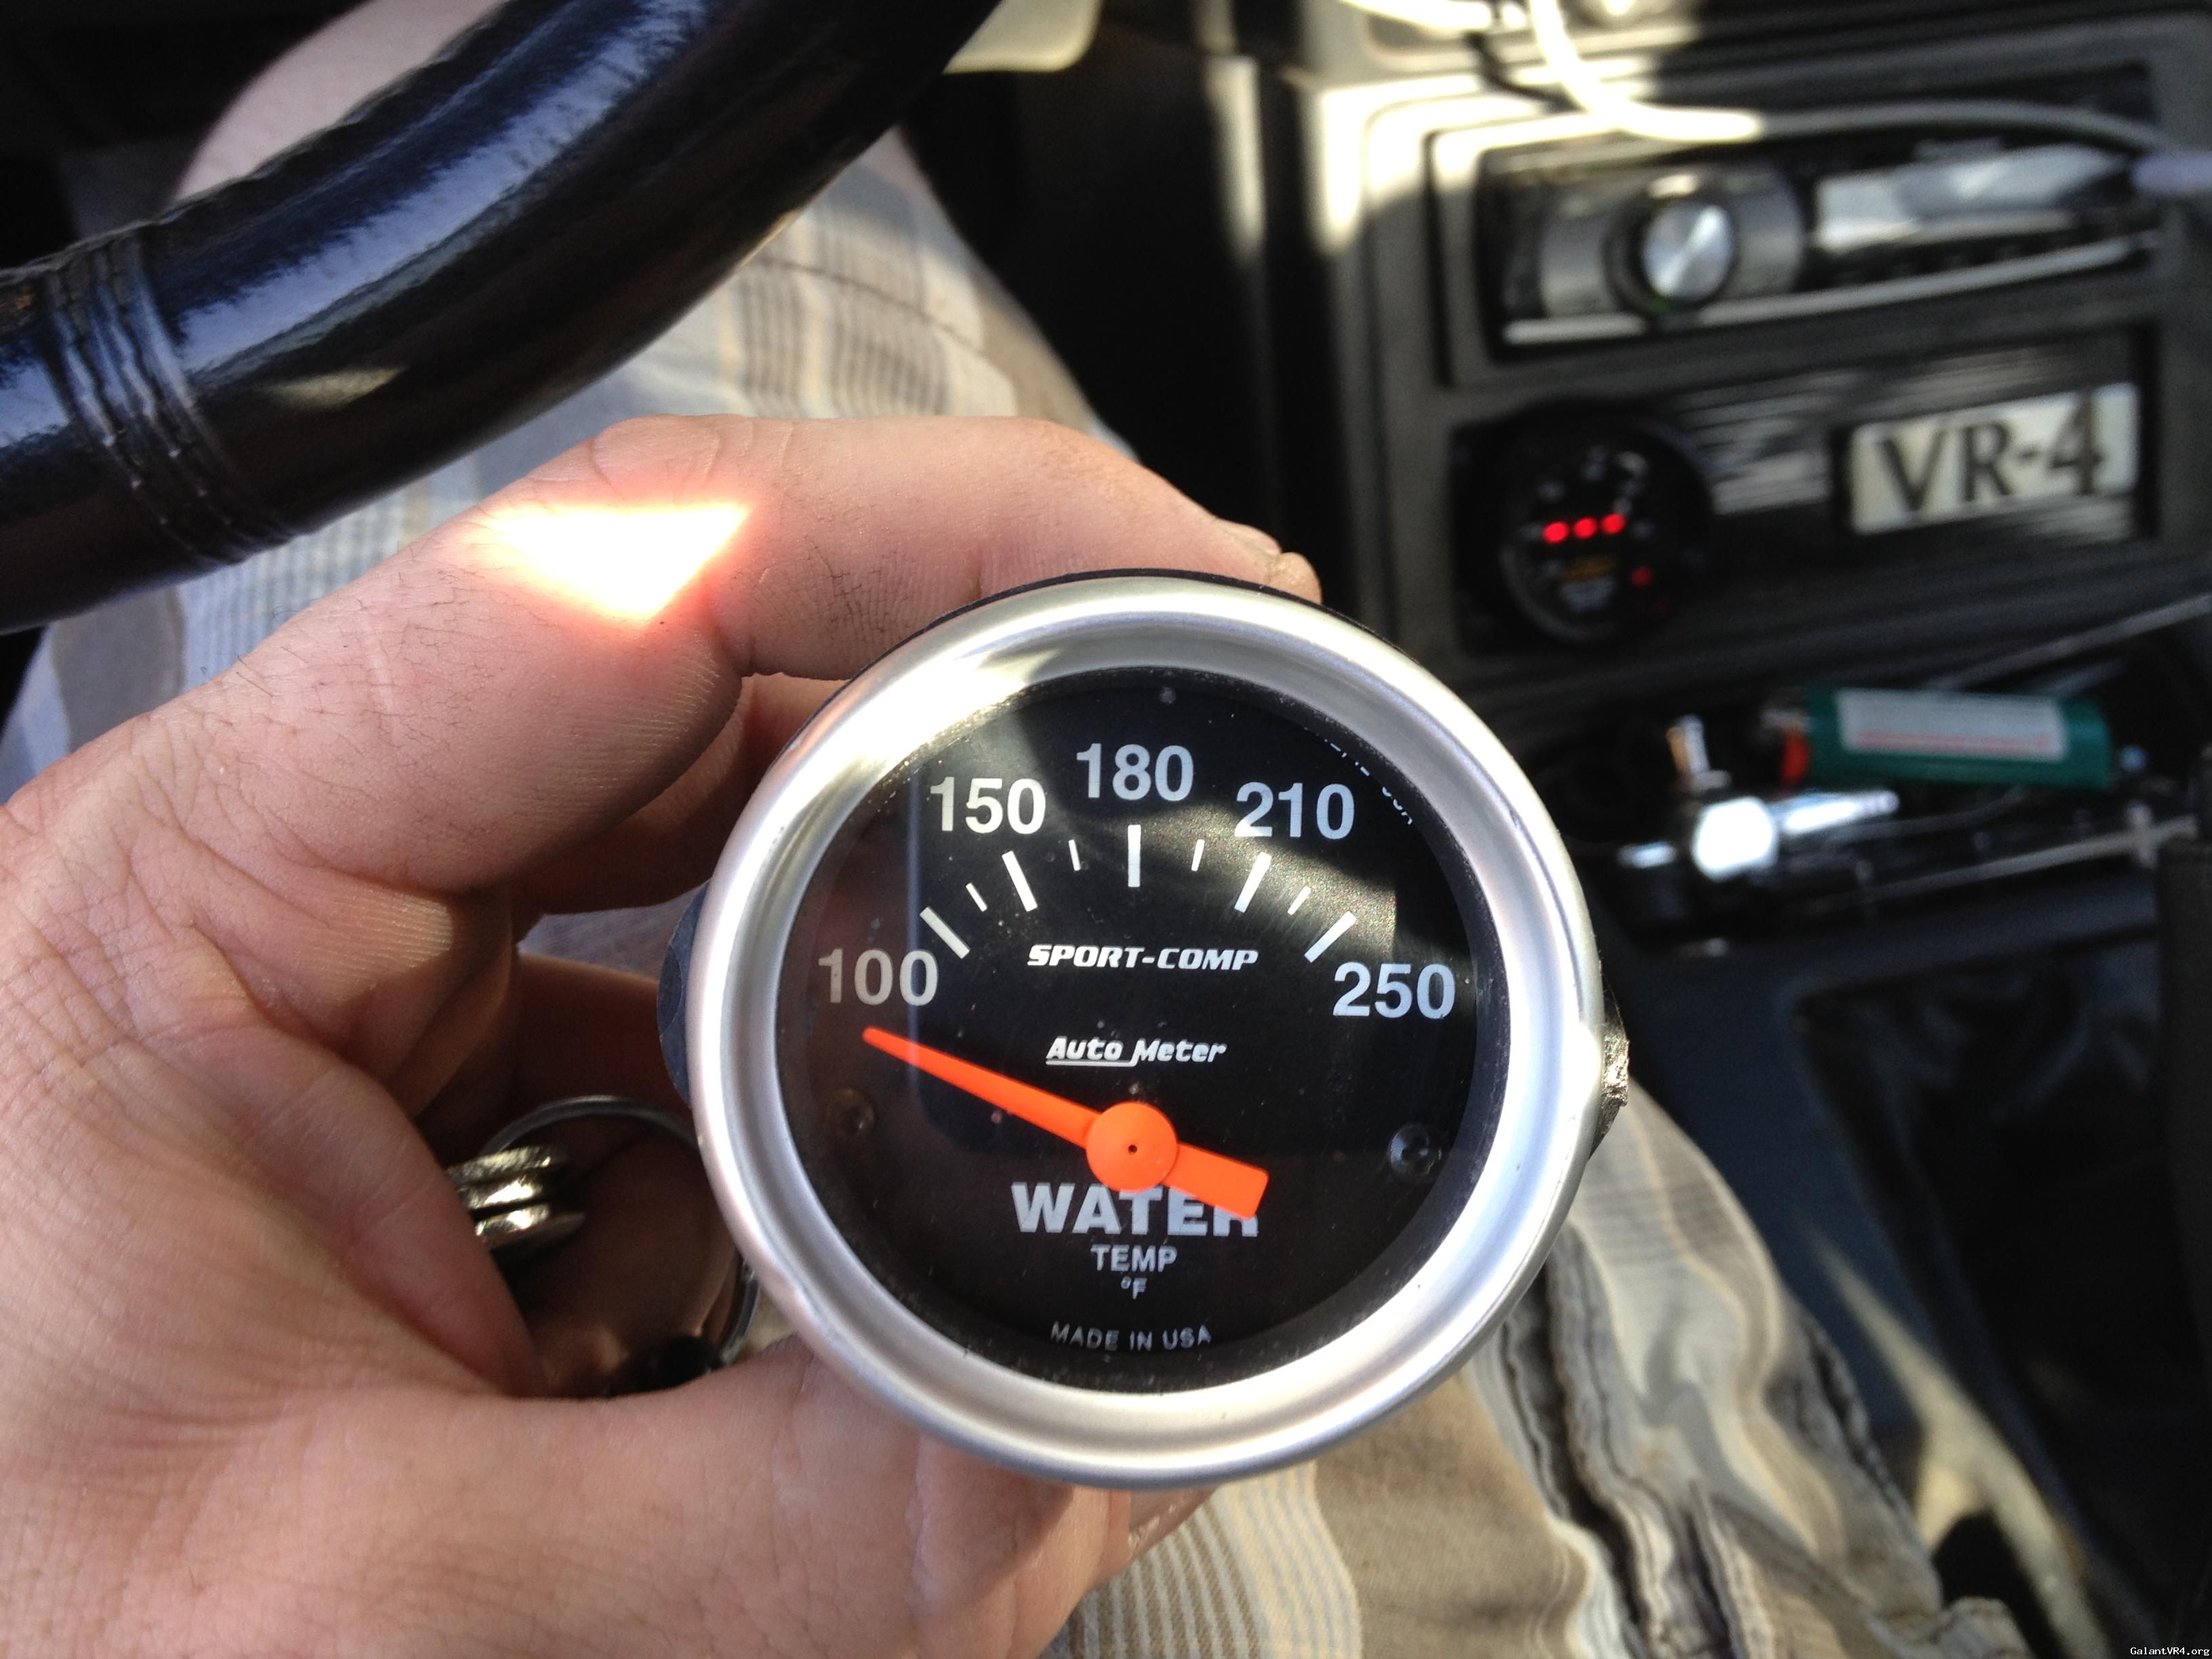 VR-4
180
150
210
100
250
SPORT-COMP
Auto Meter
WATER
TEMP
°F
MADE IN USA
GalantVR4.org